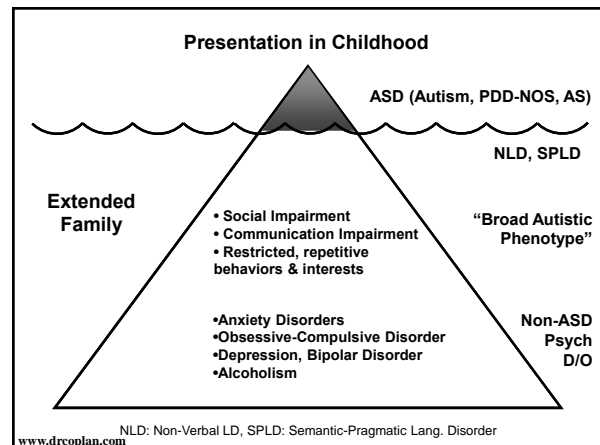 Presentation in Childhood
ASD (Autism, PDD-NOS, AS)
NLD, SPLD
Extended
Family
• Social Impairment
• Communication Impairment
• Restricted, repetitive
behaviors & interests
“Broad Autistic
Phenotype”
•Anxiety Disorders
•Obsessive-Compulsive Disorder
•Depression, Bipolar Disorder
•Alcoholism
Non-ASD
Psych
D/O
NLD: Non-Verbal LD, SPLD: Semantic-Pragmatic Lang. Disorder
www.drcoplan.com